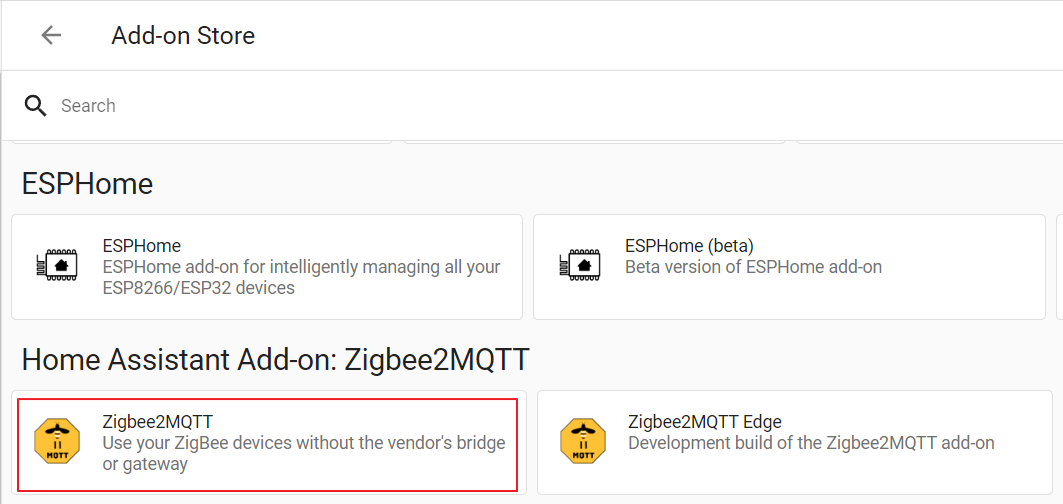 Add-on Store
Search
ESPHome
ESPHome
ESPHome add-on for intelligently managing all your
ESP8266/ESP32 devices
ESPHome (beta)
Beta version of ESPHome add-on
Home Assistant Add-on: Zigbee2MQTT
MQTT
Zigbee2MQTT
Use your ZigBee devices without the vendor's bridge
or gateway
MQTT
Zigbee2MQTT Edge
Development build of the Zigbee2MQTT add-on